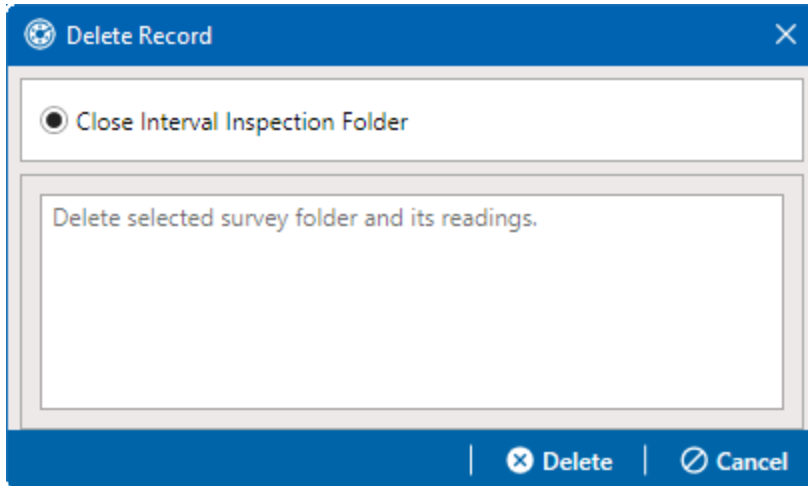 Delete Record
Close Interval Inspection Folder
Delete selected survey folder and its readings.
Delete Cancel